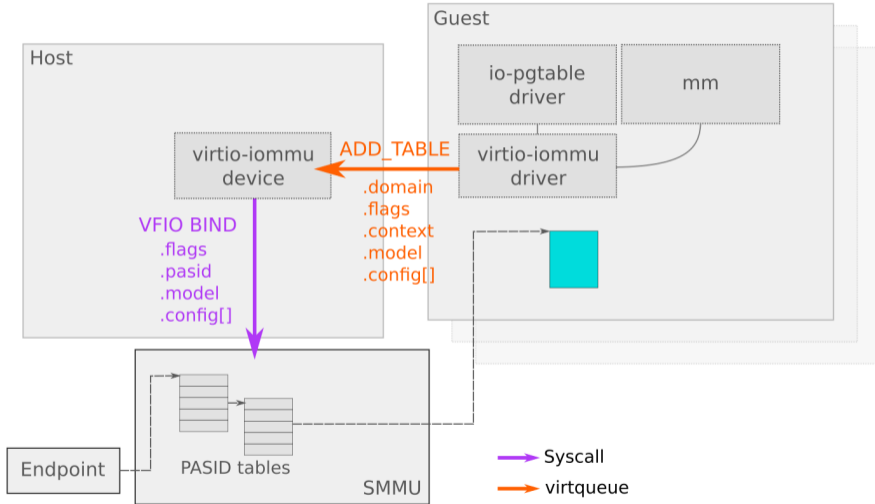 Guest
Host
io-pgtable
driver
mm
virtio-iommu
device
ADD_TABLE
virtio-iommu
driver
.domain
.flags
.context
.model
.config[]
VFIO BIND
.flags
.pasid
.model
.config[]
Endpoint
PASID tables
SMMU
Syscall
virtqueue